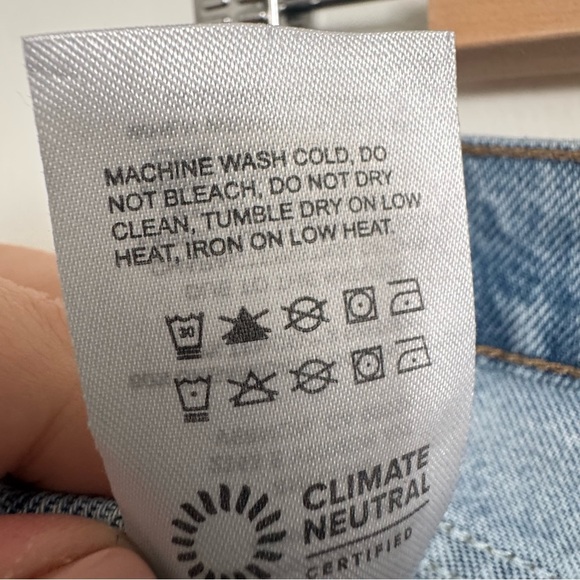 MACHINE WASH COLD, DO
NOT BLEACH, DO NOT DRY
CLEAN, TUMBLE DRY ON LOW
HEAT, IRON ON LOW HEAT.
30
CLIMATE
NEUTRAL
CERTIFIED